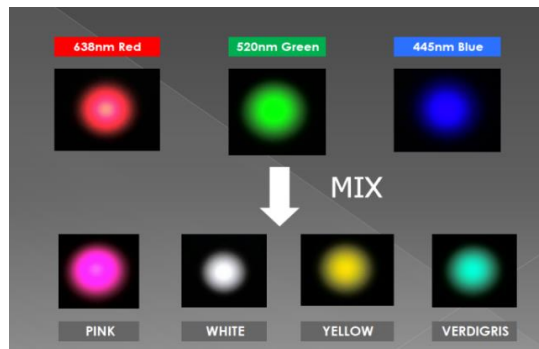 638nm Red
520nm Green
445nm Blue
MIX
PINK
WHITE
YELLOW
VERDIGRIS